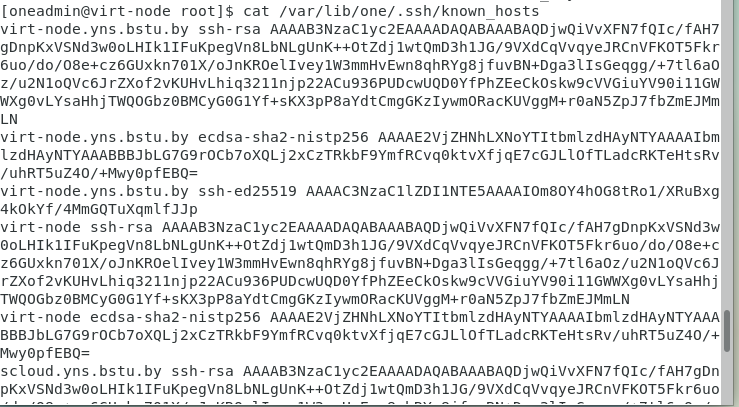 [oneadmin@virt-node root]$ cat /var/lib/one/.ssh/known_hosts
virt-node.yns.bstu.by ssh-rsa AAAAB3NzaC1yc2EAAAADAQABAAABAQDjwQiVvXFN7fQIc/fAH7
gDnpKxVSNd3w0oLHIk1IFuKpegVn8LbNLgUnK++OtZdj1wtQmD3h1JG/9VXdCqVvqyeJRCnVFKOT5Fkr
6uo/do/O8e+cz6GUxkn701X/oJnKROelIvey1W3mmHvEwn8qhRYg8jfuvBN+Dga3lIsGeqgg/+7tl6aO
z/u2N1oQVc6JrZXof2vKUHvLhiq3211njp22ACu936PUDcwUQD0YfPhZEeCkOskw9cVVGiuYV90i11GW
WXg0vLYsaHhjTWQOGbz0BMCyG0G1Yf+sKX3pP8aYdtCmgGKzIywmORacKUVggM+r0aN5ZpJ7fbZmEJMm
LN
virt-node.yns.bstu.by ecdsa-sha2-nistp256 AAAAE2VjZHNhLXNoYTItbmlzdHAyNTYAAAAIbm
lzdHAyNTYAAABBBJbLG7G9rOCb7oXQLj2xCzTRkbF9YmfRCvq0ktvXfjqE7cGJLlOfTLadcRKTeHtsRv
/uhRT5uZ4O/+Mwy0pfEBQ=
virt-node.yns.bstu.by ssh-ed25519 AAAAC3NzaC1lZDI1NTE5AAAAIOm8OY4hOG8tRo1/XRuBxg
4kOkYf/4MmGQTuXqmlfJJp
virt-node ssh-rsa AAAAB3NzaC1yc2EAAAADAQABAAABAQDjwQiVvXFN7fQIc/fAH7gDnpKxVSNd3w
0oLHIk1IFuKpegVn8LbNLgUnK++OtZdj1wtQmD3h1JG/9VXdCqVvqyeJRCnVFKOT5Fkr6uo/do/O8e+c
z6GUxkn701X/oJnKROelIvey1W3mmHvEwn8qhRYg8jfuvBN+Dga3lIsGeqgg/+7tl6aOz/u2N1oQVc6J
rZXof2vKUHvLhiq3211njp22ACu936PUDcwUQD0YfPhZEeCkOskw9cVVGiuYV90i11GWWXg0vLYsaHhj
TWQOGbz0BMCyG0G1Yf+sKX3pP8aYdtCmgGKzIywmORacKUVggM+r0aN5ZpJ7fbZmEJMmLN
virt-node ecdsa-sha2-nistp256 AAAAE2VjZHNhLXNoYTItbmlzdHAyNTYAAAAIbmlzdHAyNTYAAA
BBBJbLG7G9rOCb7oXQLj2xCzTRkbF9YmfRCvq0ktvXfjqE7cGJLlOfTLadcRKTeHtsRv/uhRT5uZ4O/+
Mwy0pfEBQ=
scloud.yns.bstu.by ssh-rsa AAAAB3NzaC1yc2EAAAADAQABAAABAQDjwQiVvXFN7fQIc/fAH7gDn
pKxVSNd3w0oLHIk1IFuKpegVn8LbNLgUnK++OtZdj1wtQmD3h1JG/9VXdCqVvqyeJRCnVFKOT5Fkr6uo